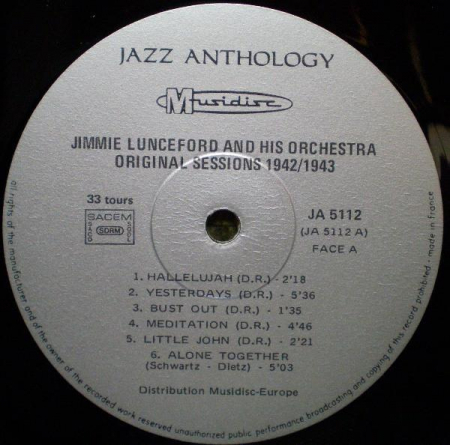 JAZZ ANTHOLOGY
Musidisc
JIMMIE LUNCEFORD AND HIS ORCHESTRA
ORIGINAL SESSIONS 1942/1943
33 tours
SACEM
SDRM
JA 5112
(JA 5112 A)
FACE A
1. HALLELUJAH (D.R.) - 2'18
2. YESTERDAYS (D.R.) - 5'36
3. BUST OUT (D.R.) - 1'35
4. MEDITATION (D.R.) - 4'46
5. LITTLE JOHN (D.R.) - 2'21
6. ALONE TOGETHER
(Schwartz - Dietz) - 5'03
Distribution Musidisc-Europe
all rights of the manufacturer and of the owner of the recorded work reserved unauthorized public performance broadcasting and copying of this record prohibited - made in france